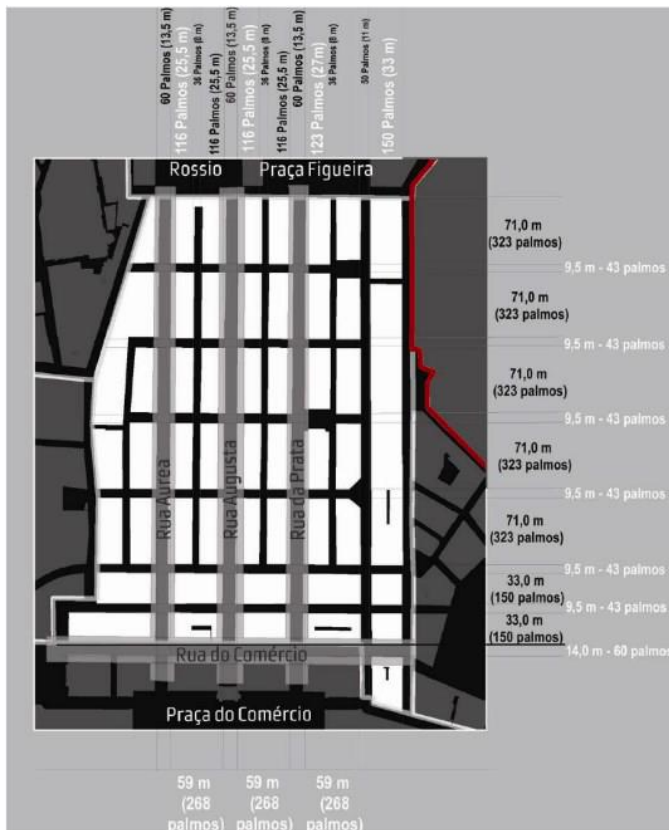 60 Palmos (13,5 m)
116 Palmos (25,5 m)
36 Palmos (8 m)
116 Palmos (25,5 m)
60 Palmos (13,5 m)
116 Palmos (25,5 m)
36 Palmos (8 m)
116 Palmos (25,5 m)
60 Palmos (13,5 m)
123 Palmos (27m)
36 Palmos (8 m)
50 Palmos (11 m)
150 Palmos (33 m)
Rossio
Praça Figueira
71,0 m
(323 palmos)
9,5 m - 43 palmos
71,0 m
(323 palmos)
9,5 m - 43 palmos
71,0 m
(323 palmos)
9,5 m - 43 palmos
71,0 m
(323 palmos)
9,5 m - 43 palmos
71,0 m
(323 palmos)
9,5 m - 43 palmos
33,0 m
(150 palmos)
9,5 m - 43 palmos
33,0 m
(150 palmos)
14,0 m - 60 palmos
Rua Aurea
Rua Augusta
Rua da Prata
Rua do Comércio
Praça do Comércio
59 m
(268
palmos)
59 m
(268
palmos)
59 m
(268
palmos)